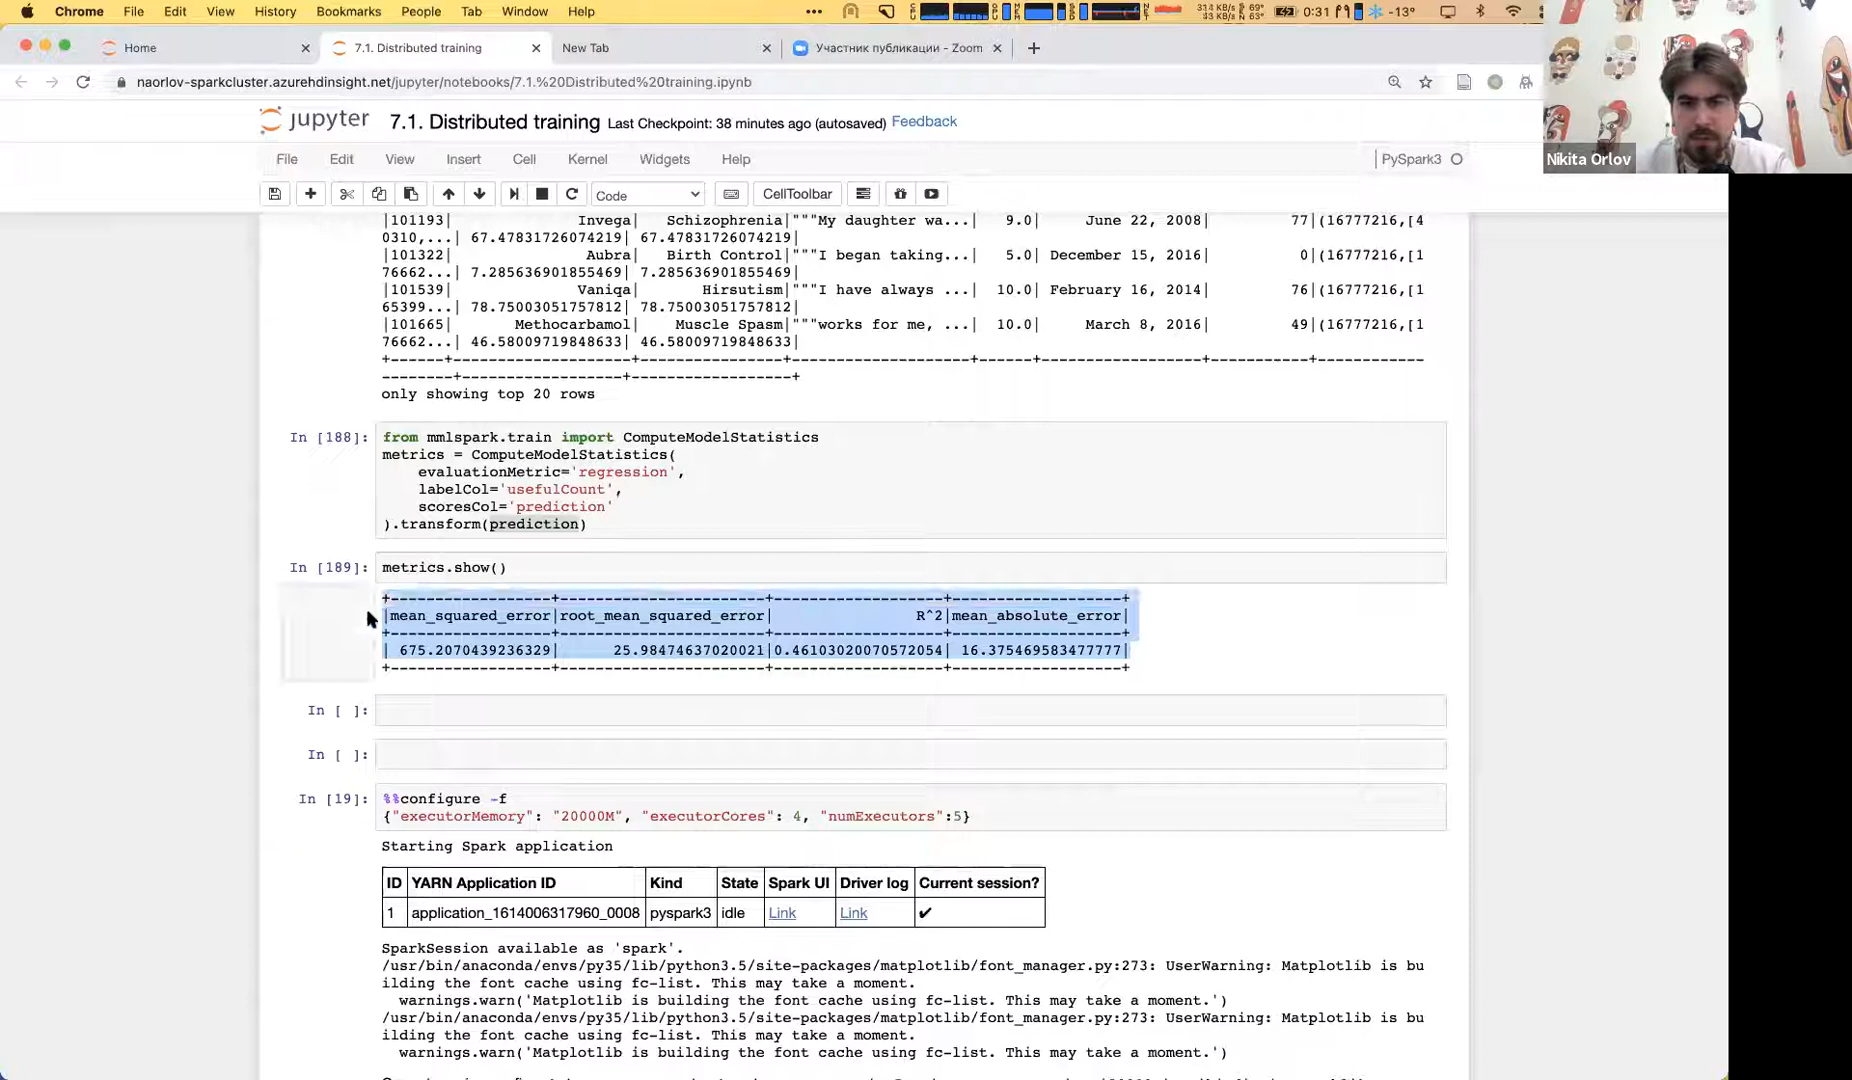 Chrome File Edit View History Bookmarks People Tab Window Help ••• 69° 63° 0:31 -13°
Home 7.1. Distributed training New Tab Участник публикации - Zoom
naorlov-sparkcluster.azurehdinsight.net/jupyter/notebooks/7.1.%20Distributed%20training.ipynb
jupyter 7.1. Distributed training Last Checkpoint: 38 minutes ago (autosaved) Feedback
Nikita Orlov
File Edit View Insert Cell Kernel Widgets Help PySpark3
Code CellToolbar
|101193| Invega| Schizophrenia|"""My daughter wa...| 9.0| June 22, 2008| 77|(16777216,[4
0310,...| 67.47831726074219| 67.47831726074219|
|101322| Aubra| Birth Control|"""I began taking...| 5.0| December 15, 2016| 0|(16777216,[1
76662...| 7.285636901855469| 7.285636901855469|
|101539| Vaniqa| Hirsutism|"""I have always ...| 10.0| February 16, 2014| 76|(16777216,[1
65399...| 78.75003051757812| 78.75003051757812|
|101665| Methocarbamol| Muscle Spasm|"""works for me, ...| 10.0| March 8, 2016| 49|(16777216,[1
76662...| 46.58009719848633| 46.58009719848633|
+------+--------------------+--------------------+--------------------+------+------------------+-----------+------------
--------+------------------+-----------------+
only showing top 20 rows
In [188]: from mmlspark.train import ComputeModelStatistics
metrics = ComputeModelStatistics(
evaluationMetric='regression',
labelCol='usefulCount',
scoresCol='prediction'
).transform(prediction)
In [189]: metrics.show()
+------------------+-----------------------+-------------------+-------------------+
|mean_squared_error|root_mean_squared_error| R^2|mean_absolute_error|
+------------------+-----------------------+-------------------+-------------------+
| 675.2070439236329| 25.98474637020021|0.46103020070572054| 16.375469583477777|
+------------------+-----------------------+-------------------+-------------------+
In [ ]:
In [ ]:
In [19]: %%configure -f
{"executorMemory": "20000M", "executorCores": 4, "numExecutors":5}
Starting Spark application
ID YARN Application ID Kind State Spark UI Driver log Current session?
1 application_1614006317960_0008 pyspark3 idle Link Link ✔
SparkSession available as 'spark'.
/usr/bin/anaconda/envs/py35/lib/python3.5/site-packages/matplotlib/font_manager.py:273: UserWarning: Matplotlib is bu
ilding the font cache using fc-list. This may take a moment.
warnings.warn('Matplotlib is building the font cache using fc-list. This may take a moment.')
/usr/bin/anaconda/envs/py35/lib/python3.5/site-packages/matplotlib/font_manager.py:273: UserWarning: Matplotlib is bu
ilding the font cache using fc-list. This may take a moment.
warnings.warn('Matplotlib is building the font cache using fc-list. This may take a moment.')